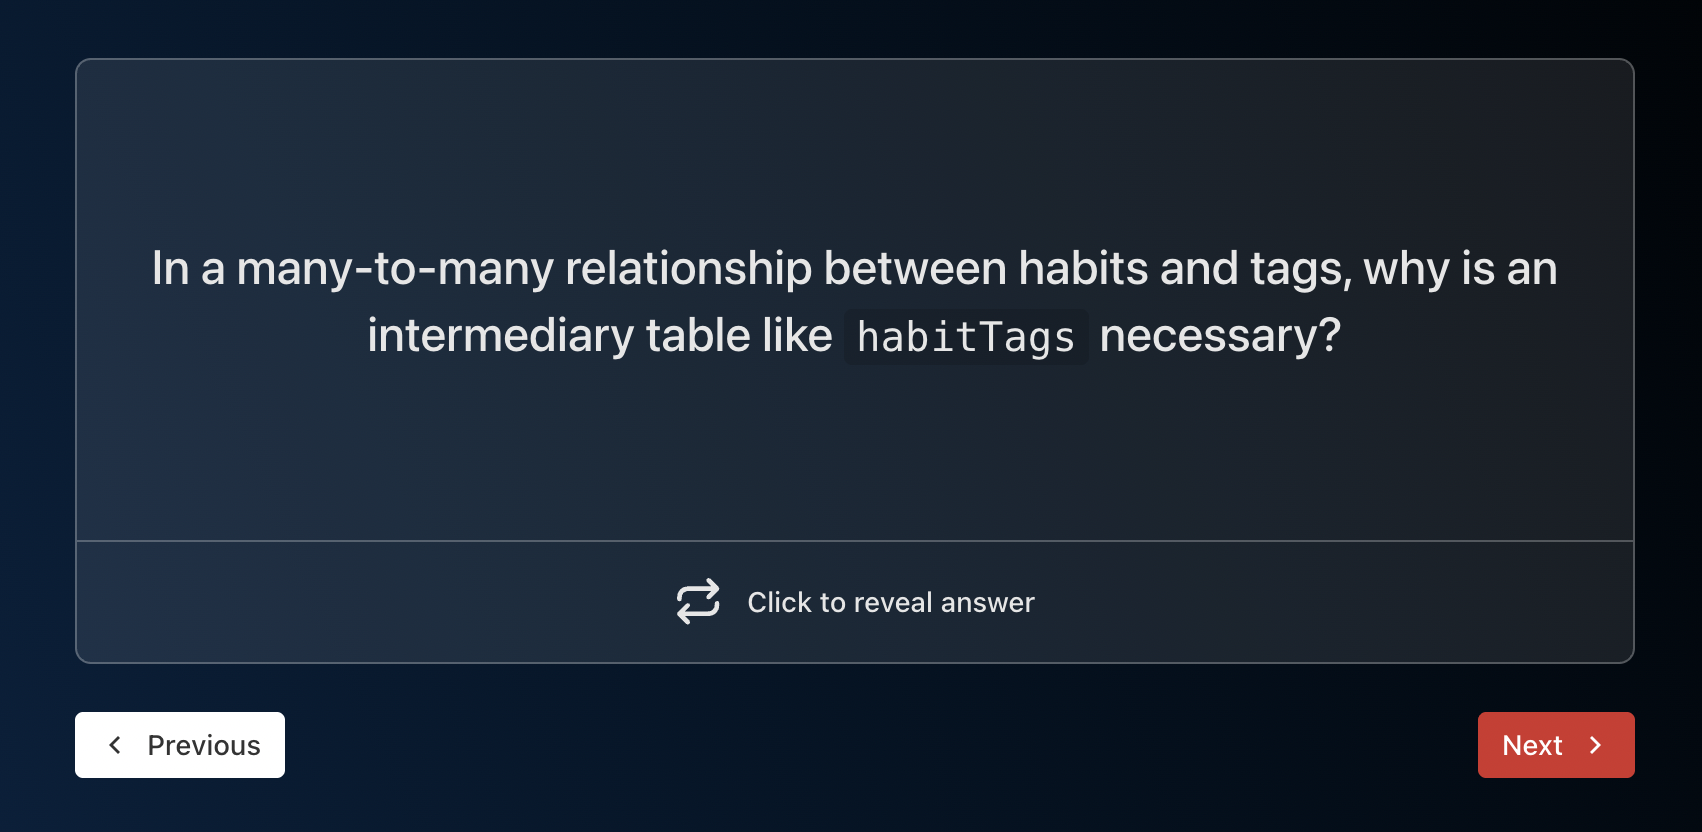 In a many-to-many relationship between habits and tags, why is an
intermediary table like habitTags necessary?
Click to reveal answer
Previous
Next